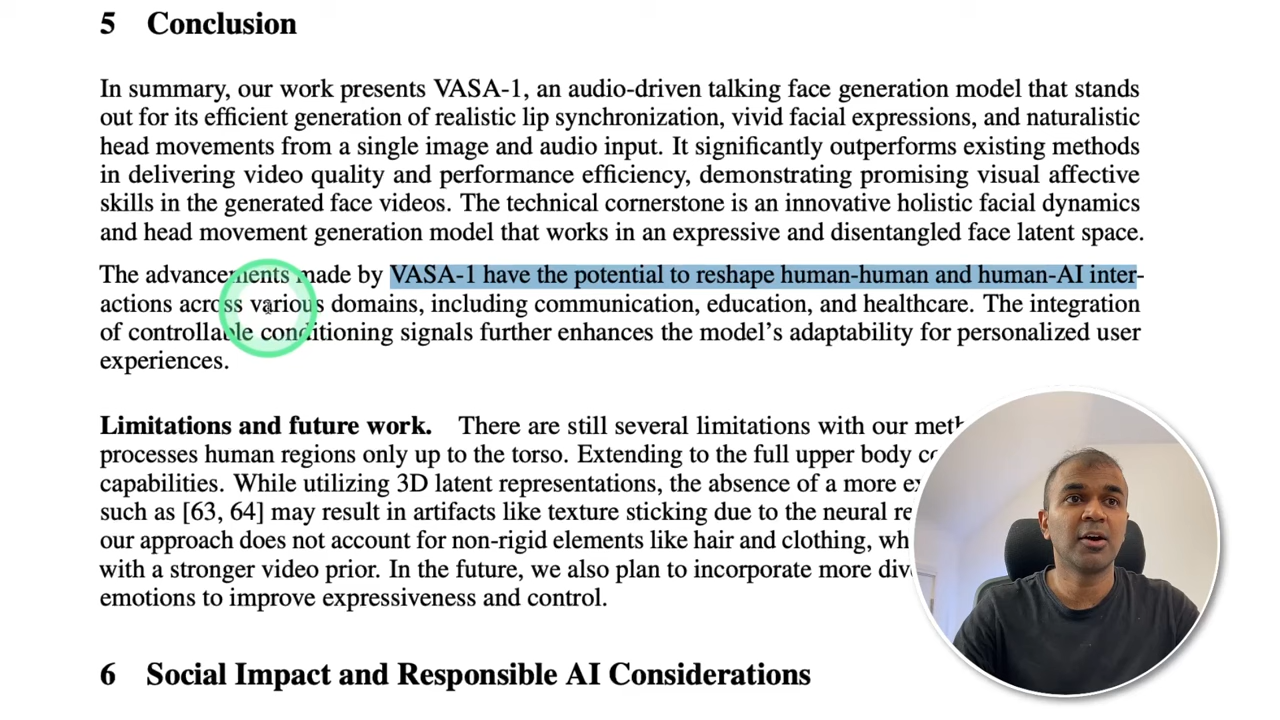 5 Conclusion
In summary, our work presents VASA-1, an audio-driven talking face generation model that stands
out for its efficient generation of realistic lip synchronization, vivid facial expressions, and naturalistic
head movements from a single image and audio input. It significantly outperforms existing methods
in delivering video quality and performance efficiency, demonstrating promising visual affective
skills in the generated face videos. The technical cornerstone is an innovative holistic facial dynamics
and head movement generation model that works in an expressive and disentangled face latent space.
The advancements made by VASA-1 have the potential to reshape human-human and human-AI inter-
actions across various domains, including communication, education, and healthcare. The integration
of controllable conditioning signals further enhances the model's adaptability for personalized user
experiences.
Limitations and future work. There are still several limitations with our
processes human regions only up to the torso. Extending to the full upper body
capabilities. While utilizing 3D latent representations, the absence of a more
such as [63, 64] may result in artifacts like texture sticking due to the neural
our approach does not account for non-rigid elements like hair and clothing,
with a stronger video prior. In the future, we also plan to incorporate more
emotions to improve expressiveness and control.
6 Social Impact and Responsible AI Considerations